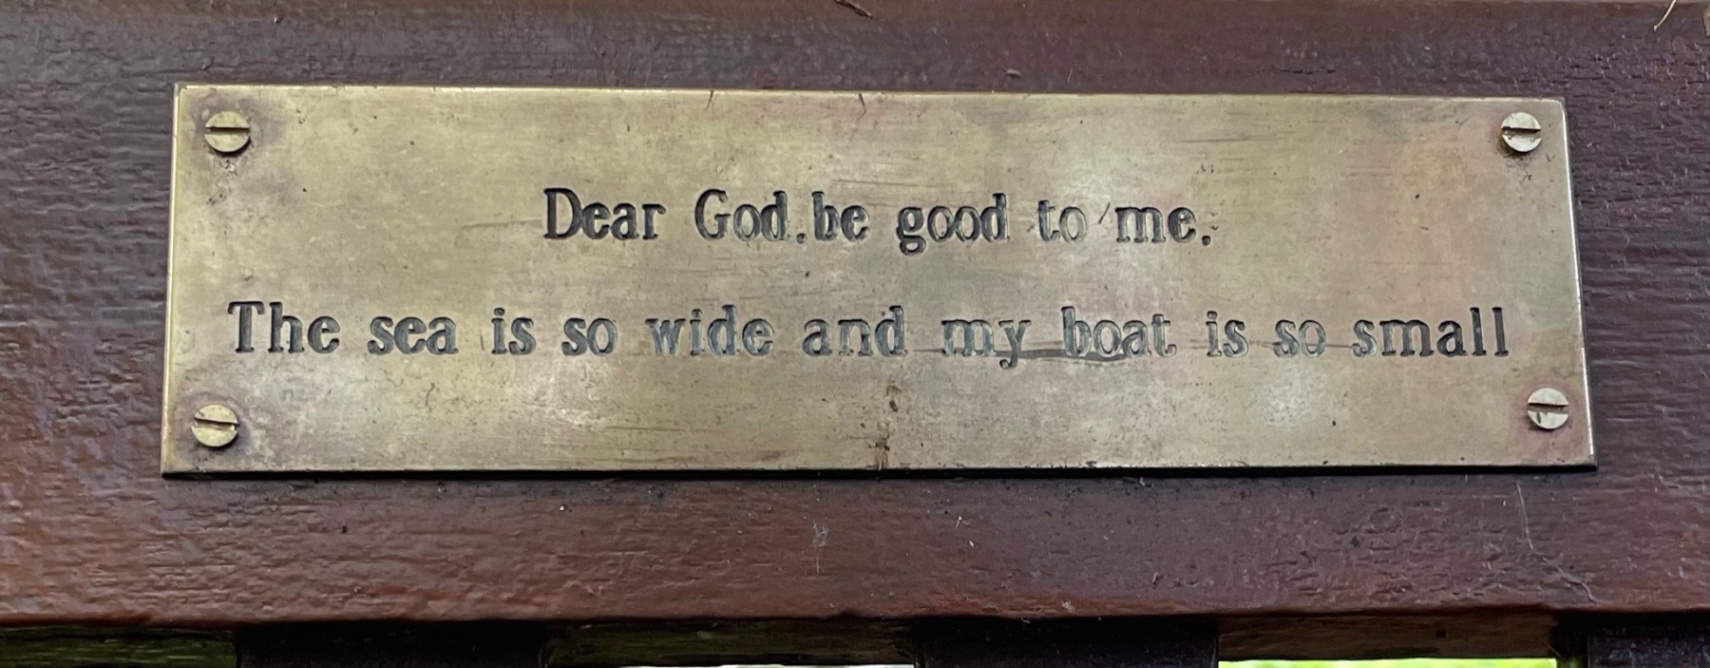 Dear God.be good to me.
The sea is so wide and my boat is so small